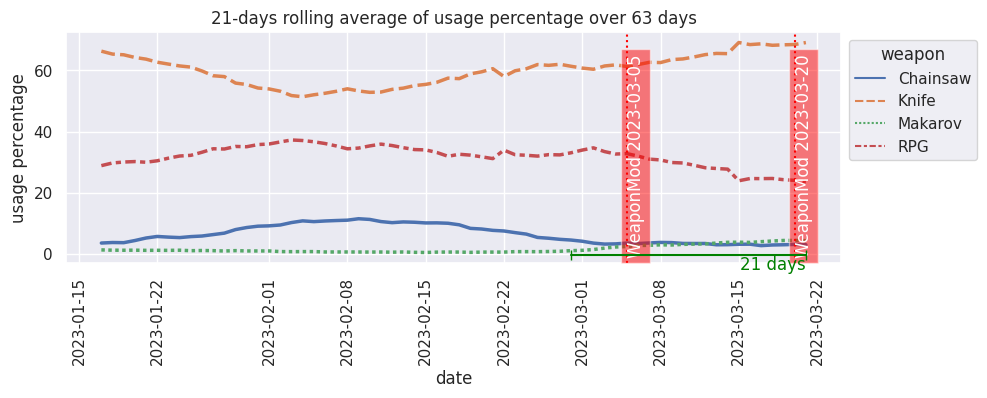 21-days rolling average of usage percentage over 63 days
usage percentage
60
40
20
0
WeaponMod 2023-03-05
WeaponMod 2023-03-20
21 days
2023-01-15
2023-01-22
2023-02-01
2023-02-08
2023-02-15
2023-02-22
2023-03-01
2023-03-08
2023-03-15
2023-03-22
date
weapon
Chainsaw
Knife
Makarov
RPG